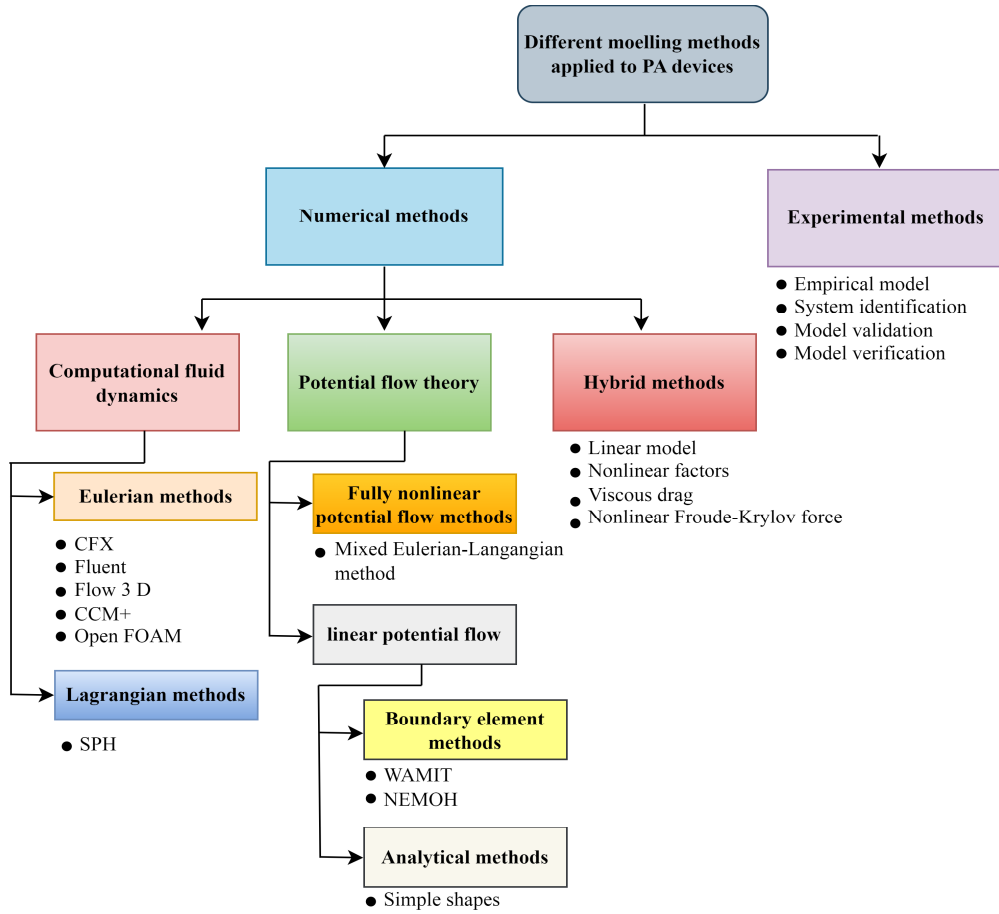 Different moelling methods
applied to PA devices
Numerical methods
Experimental methods
Empirical model
System identification
Model validation
Model verification
Computational fluid
dynamics
Potential flow theory
Hybrid methods
Linear model
Nonlinear factors
Viscous drag
Nonlinear Froude-Krylov force
Eulerian methods
CFX
Fluent
Flow 3 D
CCM+
Open FOAM
Lagrangian methods
SPH
Fully nonlinear
potential flow methods
Mixed Eulerian-Langangian
method
linear potential flow
Boundary element
methods
WAMIT
NEMOH
Analytical methods
Simple shapes